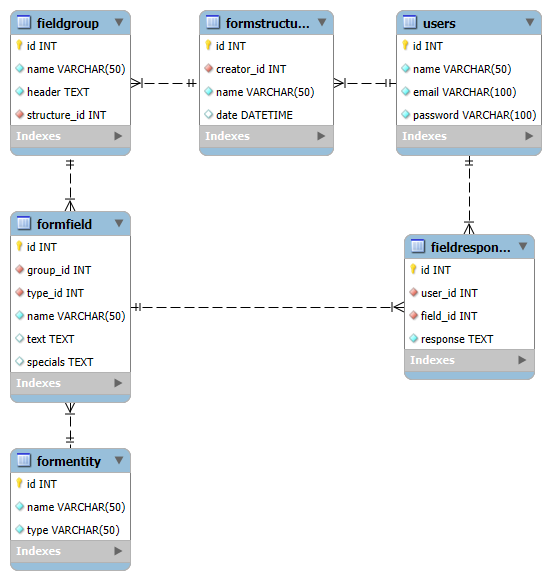 fieldgroup
id INT
name VARCHAR(50)
header TEXT
structure_id INT
Indexes
formstructu...
id INT
creator_id INT
name VARCHAR(50)
date DATETIME
Indexes
users
id INT
name VARCHAR(50)
email VARCHAR(100)
password VARCHAR(100)
Indexes
formfield
id INT
group_id INT
type_id INT
name VARCHAR(50)
text TEXT
specials TEXT
Indexes
fieldrespon...
id INT
user_id INT
field_id INT
response TEXT
Indexes
formentity
id INT
name VARCHAR(50)
type VARCHAR(50)
Indexes